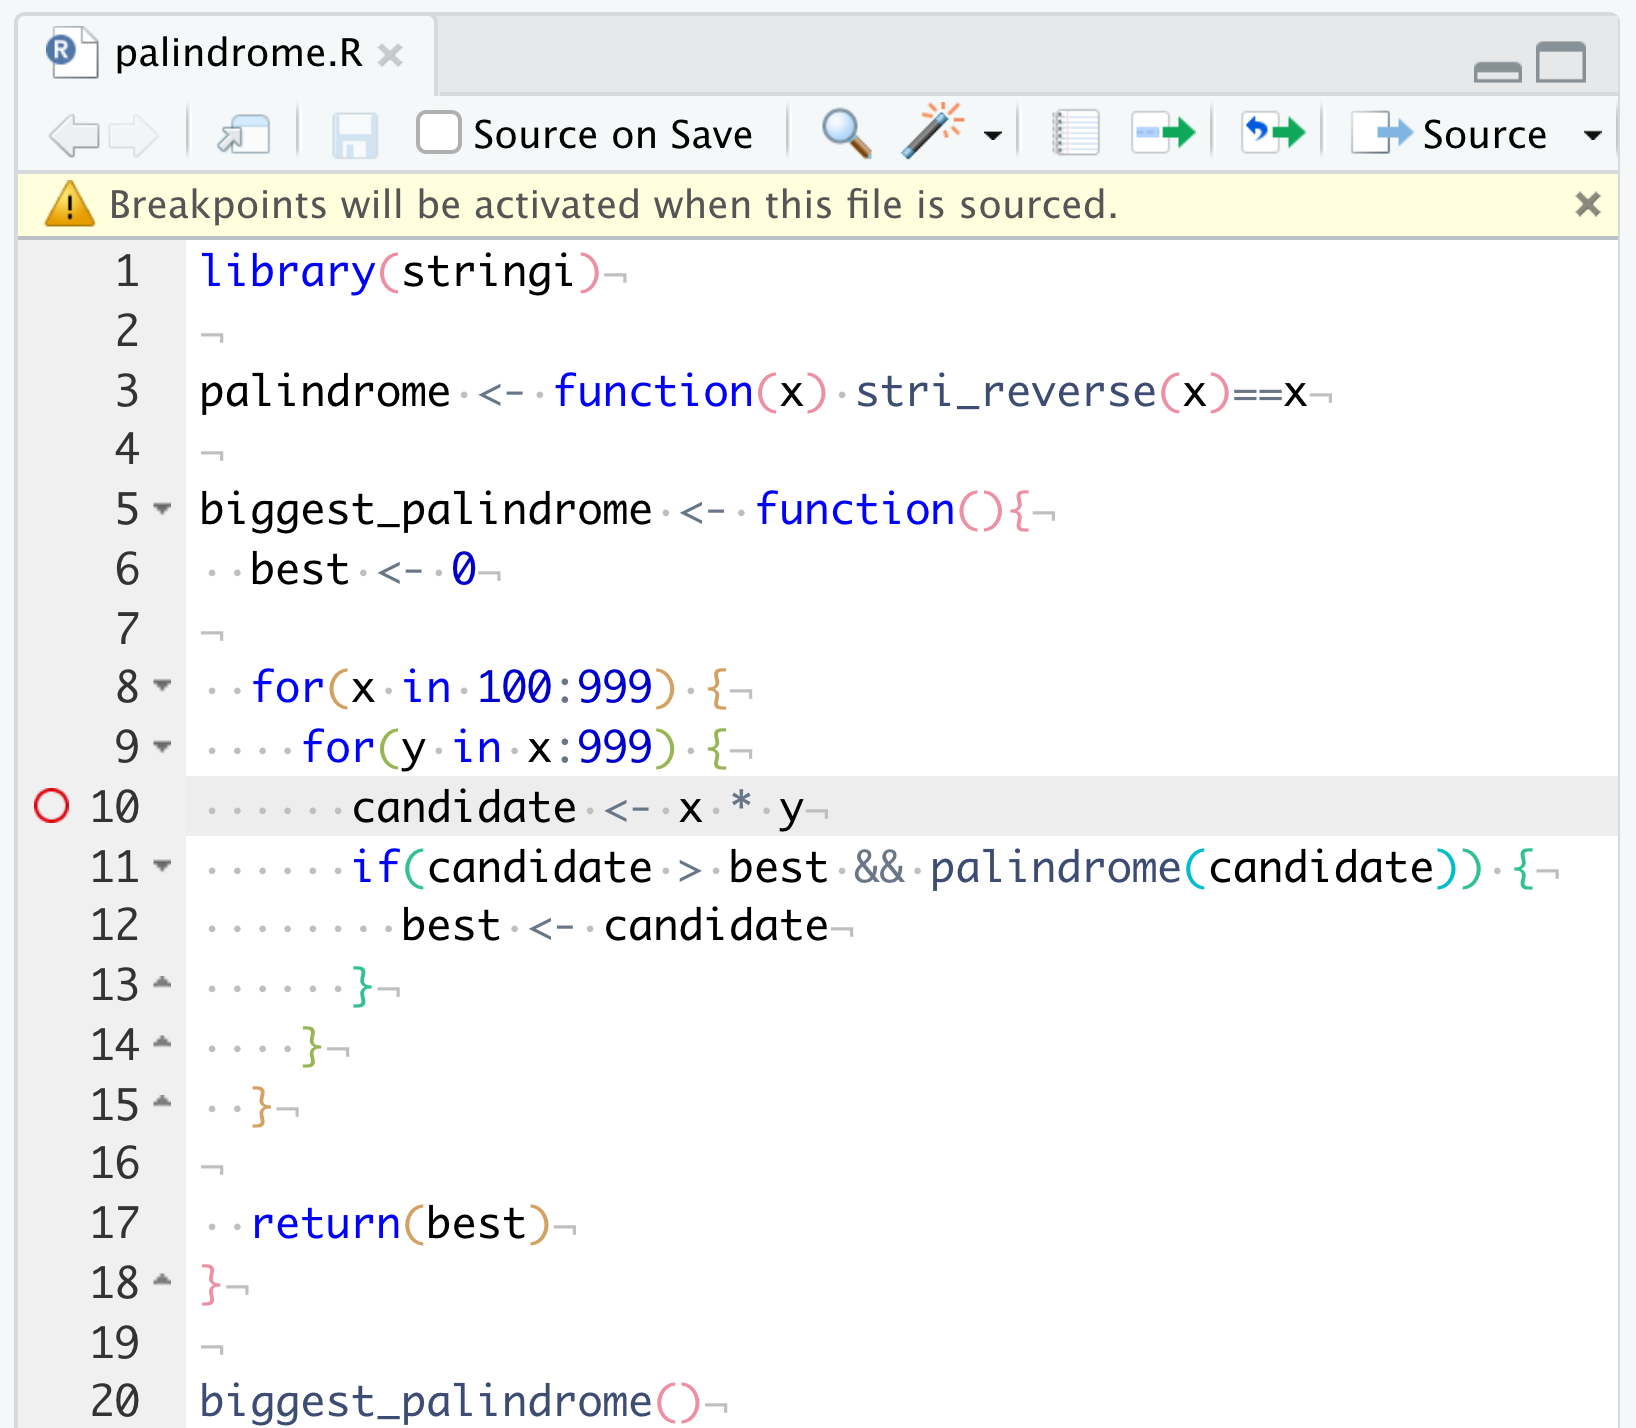 palindrome.R
Source on Save Source
Breakpoints will be activated when this file is sourced.
1 library(stringi)
2
3 palindrome <- function(x) stri_reverse(x)==x
4
5 biggest_palindrome <- function(){
6   best <- 0
7
8   for(x in 100:999) {
9     for(y in x:999) {
10       candidate <- x * y
11       if(candidate > best && palindrome(candidate)) {
12         best <- candidate
13       }
14     }
15   }
16
17   return(best)
18 }
19
20 biggest_palindrome()